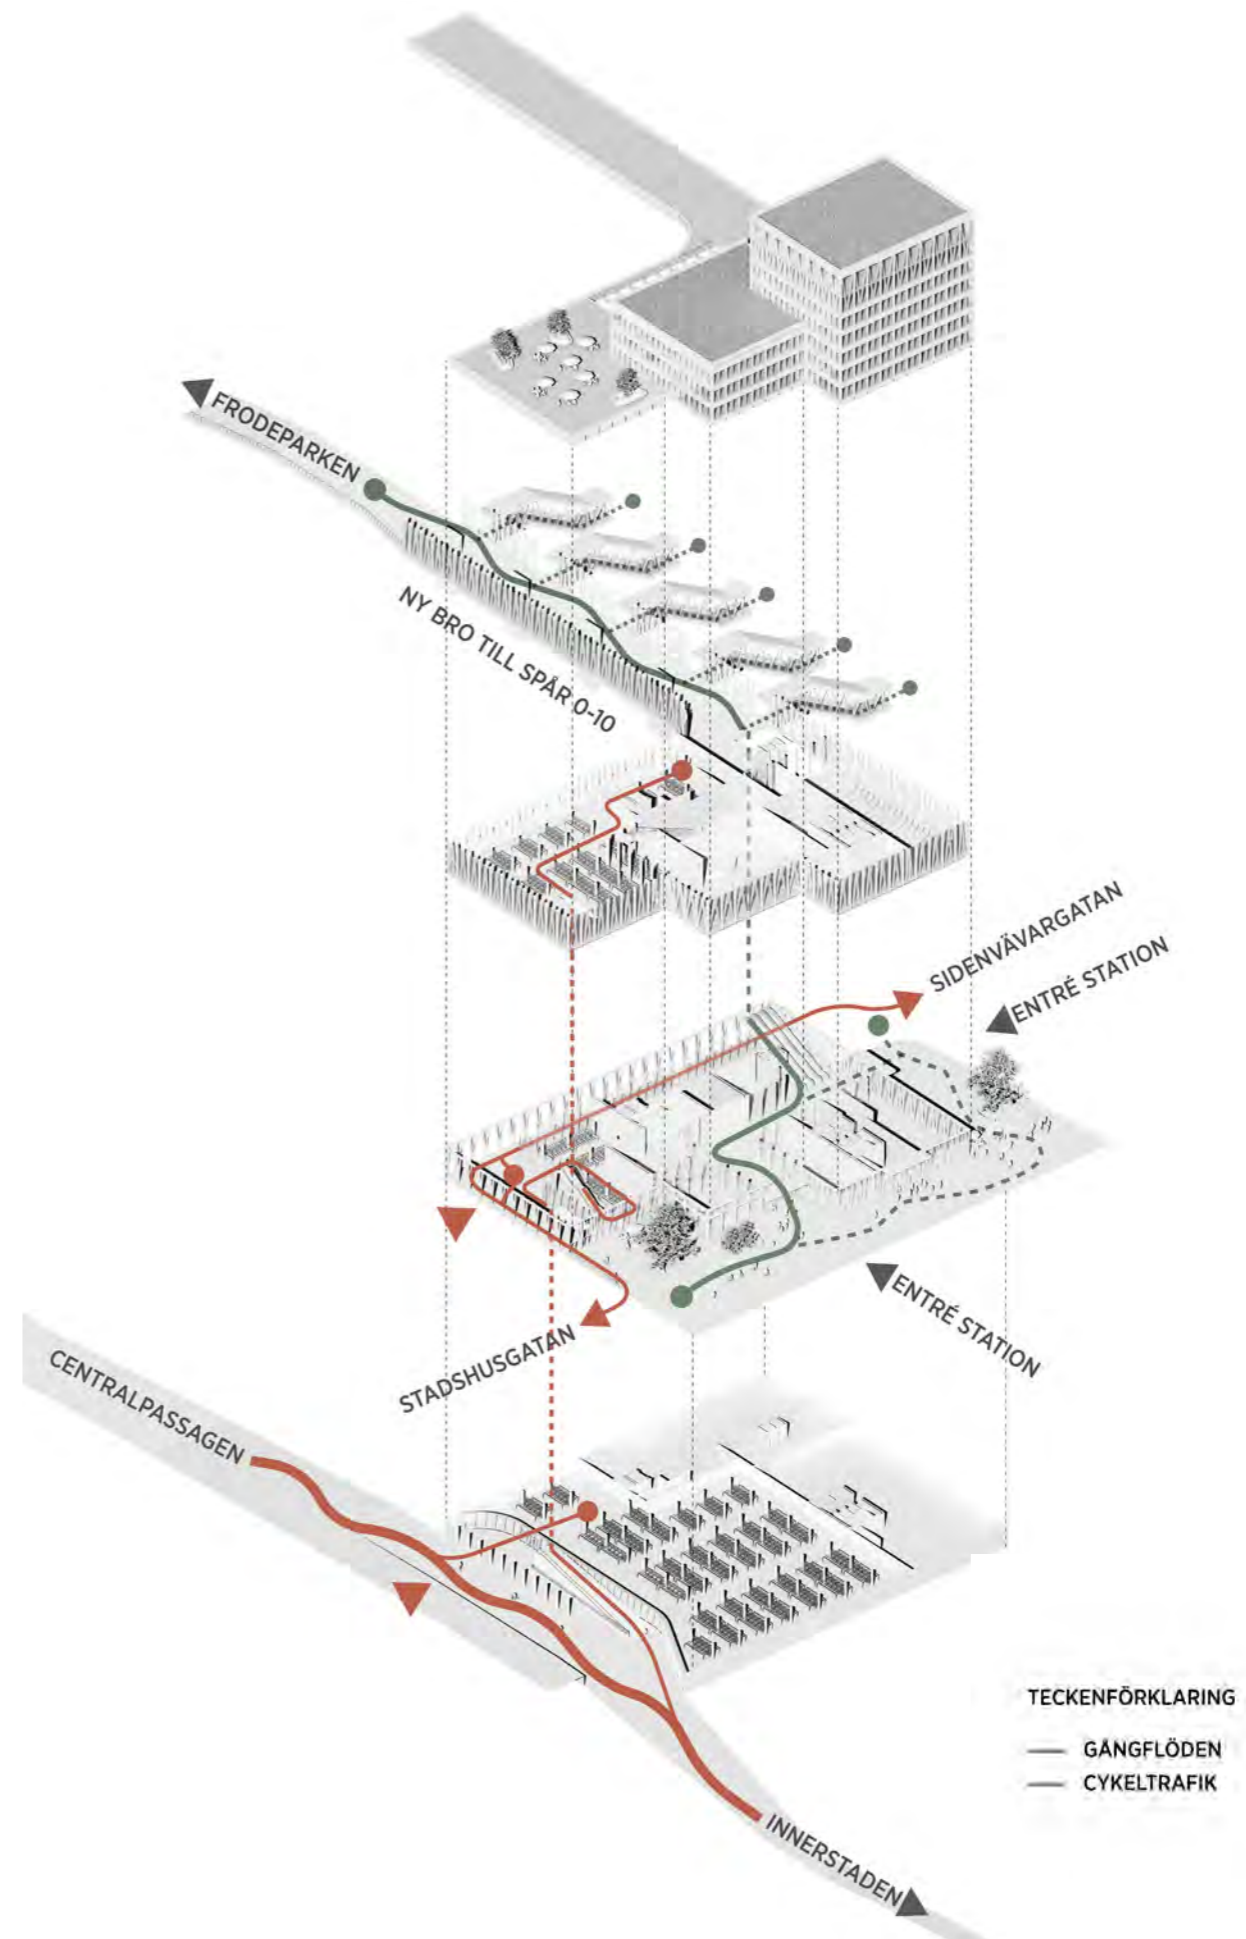 FRODEPARKEN
NY BRO TILL SPÅR 0-10
SIDENVÄVARGATAN
ENTRÉ STATION
ENTRÉ STATION
STADSHUSGATAN
CENTRALPASSAGEN
INNERSTADEN
TECKENFÖRKLARING
GÅNGFLÖDEN
CYKELTRAFIK